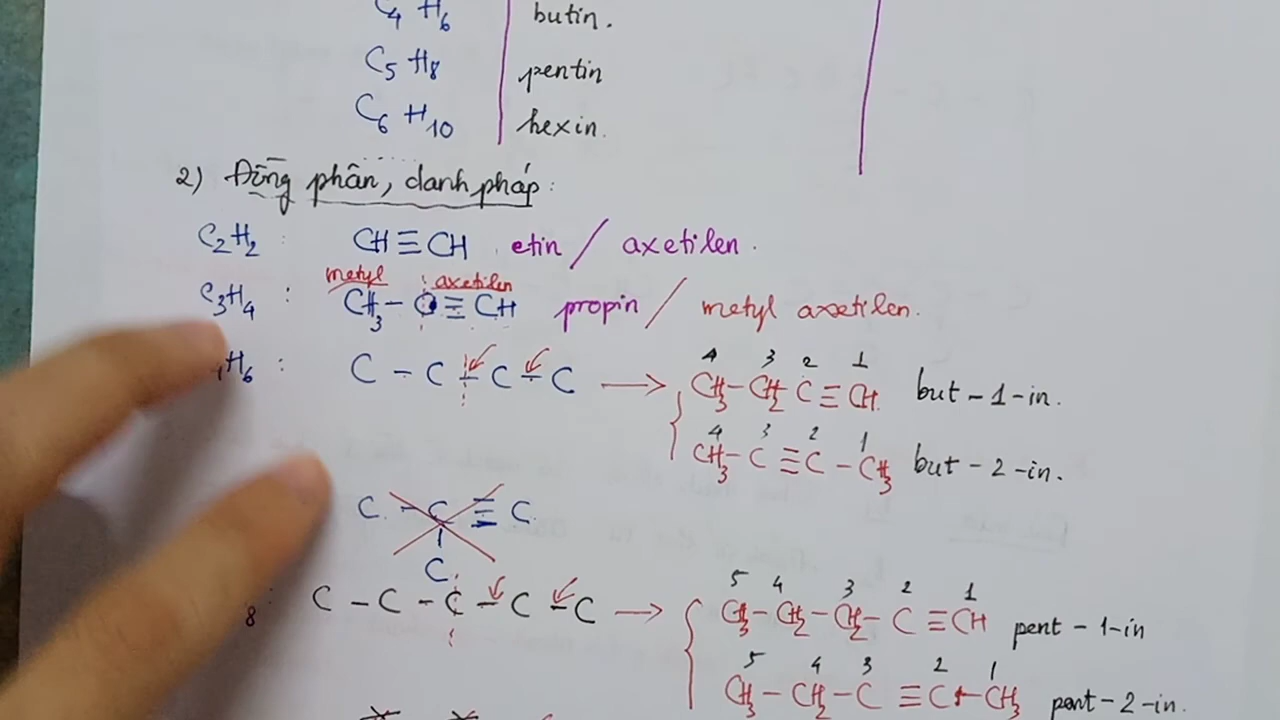 C₄H₆ butin.
C₅H₈ pentin
C₆H₁₀ hexin.
2) Đồng phân, danh pháp:
C₂H₂ : CH≡CH etin / axetilen.
metyl axetilen
C₃H₄ : CH₃-C≡CH propin / metyl axetilen.
H₆ : C-C-C-C → 4 3 2 1 CH₃-CH₂-C≡CH but-1-in.
4 3 2 1 CH₃-C≡C-CH₃ but-2-in.
C-C≡C
C
8 : C-C-C-C-C → 5 4 3 2 1 CH₃-CH₂-CH₂-C≡CH pent-1-in
5 4 3 2 1 CH₃-CH₂-C≡C-CH₃ pent-2-in.